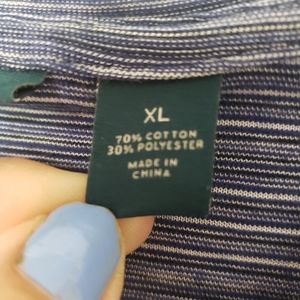 XL
70% COTTON
30% POLYESTER
MADE IN
CHINA